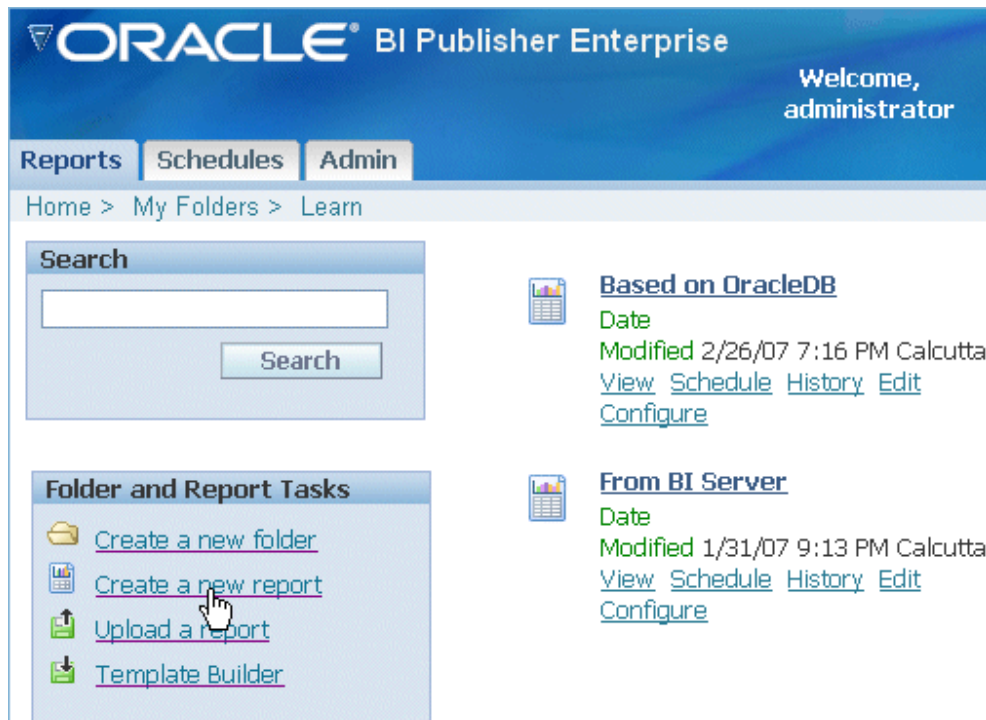 ORACLE® BI Publisher Enterprise
Welcome,
administrator
Reports Schedules Admin
Home > My Folders > Learn
Search
Search
Folder and Report Tasks
Create a new folder
Create a new report
Upload a report
Template Builder
Based on OracleDB
Date
Modified 2/26/07 7:16 PM Calcutta
View Schedule History Edit
Configure
From BI Server
Date
Modified 1/31/07 9:13 PM Calcutta
View Schedule History Edit
Configure